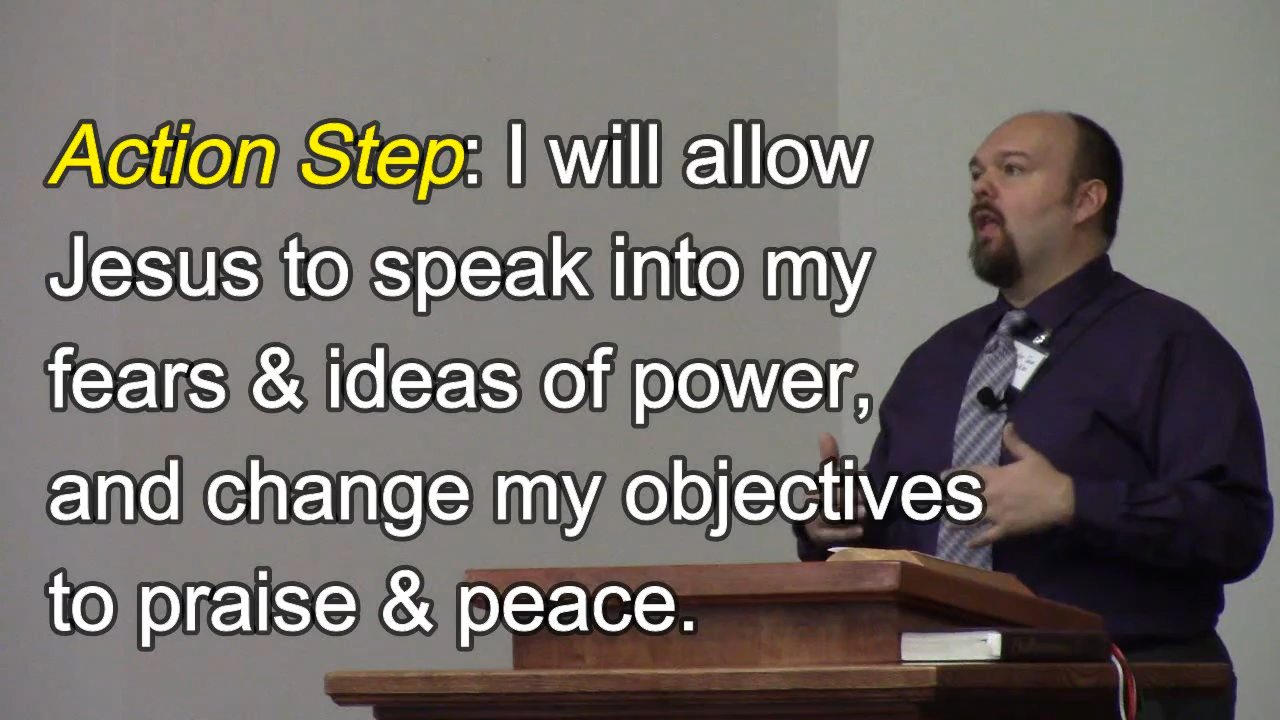 Action Step: I will allow
Jesus to speak into my
fears & ideas of power,
and change my objectives
to praise & peace.